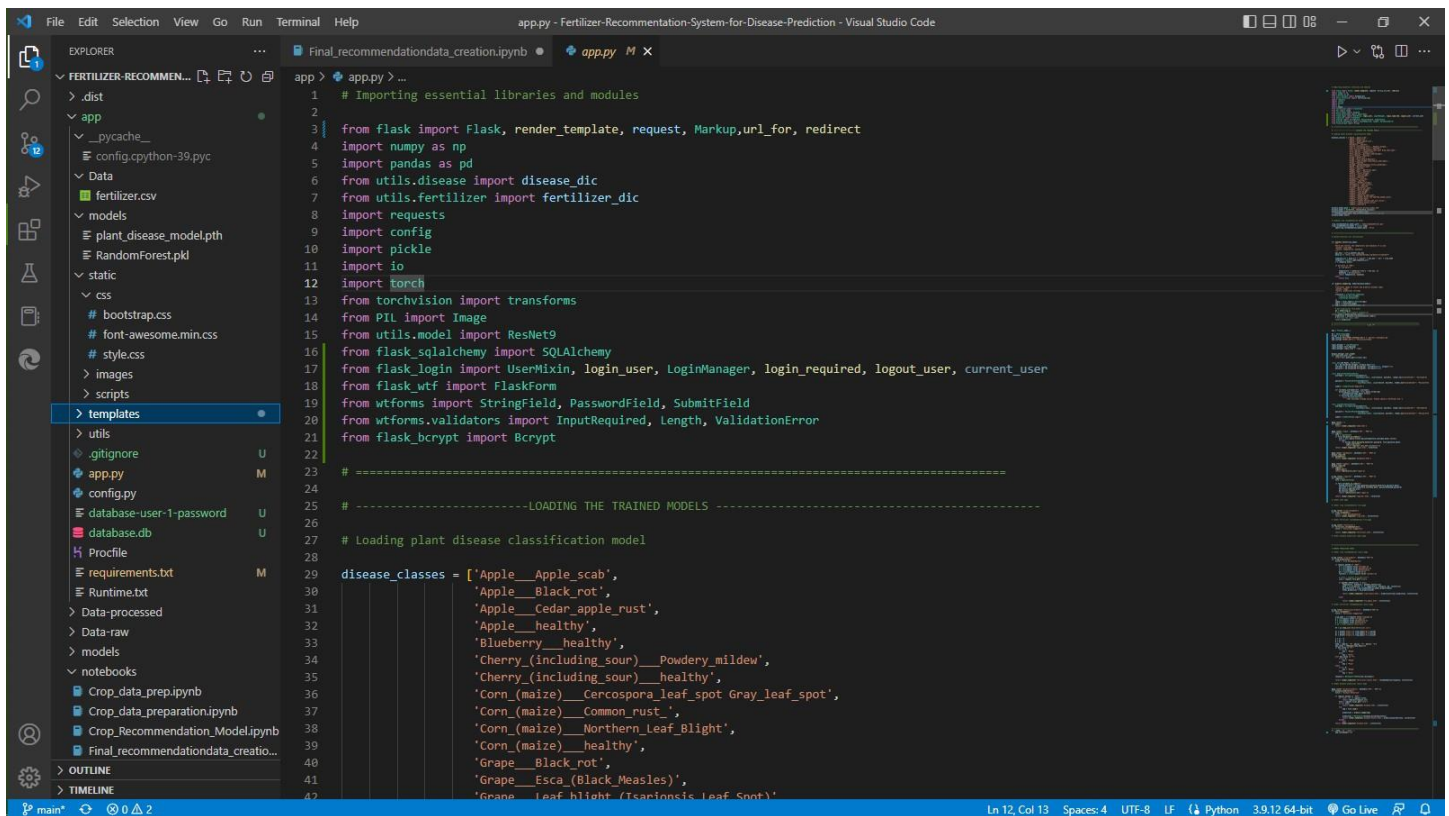 File Edit Selection View Go Run Terminal Help
app.py - Fertilizer-Recommentation-System-for-Disease-Prediction - Visual Studio Code
EXPLORER
Final_recommendationdata_creation.ipynb
app.py M
FERTILIZER-RECOMMEN...
.dist
app
__pycache__
config.cpython-39.pyc
Data
fertilizer.csv
models
plant_disease_model.pth
RandomForest.pkl
static
css
# bootstrap.css
# font-awesome.min.css
# style.css
images
scripts
templates
utils
.gitignore U
app.py M
config.py
database-user-1-password U
database.db U
Procfile
requirements.txt M
Runtime.txt
Data-processed
Data-raw
models
notebooks
Crop_data_prep.ipynb
Crop_data_preparation.ipynb
Crop_Recommendation_Model.ipynb
Final_recommendationdata_creatio...
OUTLINE
TIMELINE
1
12
app > app.py > ...
1 # Importing essential libraries and modules
2
3 from flask import Flask, render_template, request, Markup,url_for, redirect
4 import numpy as np
5 import pandas as pd
6 from utils.disease import disease_dic
7 from utils.fertilizer import fertilizer_dic
8 import requests
9 import config
10 import pickle
11 import io
12 import torch
13 from torchvision import transforms
14 from PIL import Image
15 from utils.model import ResNet9
16 from flask_sqlalchemy import SQLAlchemy
17 from flask_login import UserMixin, login_user, LoginManager, login_required, logout_user, current_user
18 from flask_wtf import FlaskForm
19 from wtforms import StringField, PasswordField, SubmitField
20 from wtforms.validators import InputRequired, Length, ValidationError
21 from flask_bcrypt import Bcrypt
22
23 # ==============================================================================================
24
25 # -------------------------LOADING THE TRAINED MODELS -----------------------------------------------
26
27 # Loading plant disease classification model
28
29 disease_classes = ['Apple___Apple_scab',
30 'Apple___Black_rot',
31 'Apple___Cedar_apple_rust',
32 'Apple___healthy',
33 'Blueberry___healthy',
34 'Cherry_(including_sour)___Powdery_mildew',
35 'Cherry_(including_sour)___healthy',
36 'Corn_(maize)___Cercospora_leaf_spot Gray_leaf_spot',
37 'Corn_(maize)___Common_rust_',
38 'Corn_(maize)___Northern_Leaf_Blight',
39 'Corn_(maize)___healthy',
40 'Grape___Black_rot',
41 'Grape___Esca_(Black_Measles)',
42 'Grape___Leaf_blight_(Isariopsis_Leaf_Spot)',
main* 0 2
Ln 12, Col 13 Spaces: 4 UTF-8 LF Python 3.9.12 64-bit Go Live